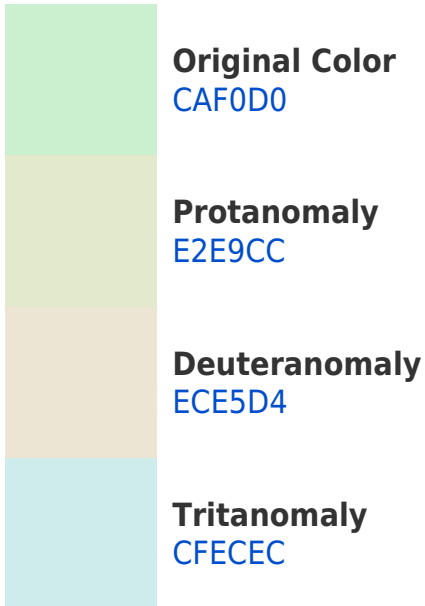 Original Color
CAF0D0
Protanomaly
E2E9CC
Deuteranomaly
ECE5D4
Tritanomaly
CFECEC